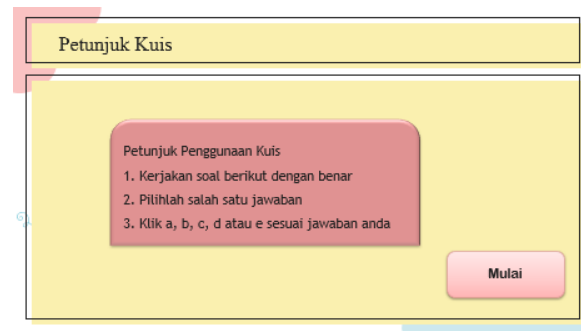 Petunjuk Kuis
Petunjuk Penggunaan Kuis
1. Kerjakan soal berikut dengan benar
2. Pilihlah salah satu jawaban
3. Klik a, b, c, d atau e sesuai jawaban anda
Mulai